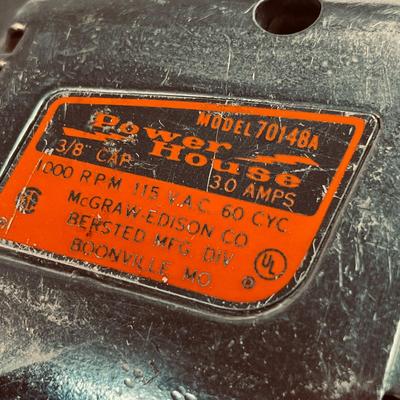 MODEL 70148A
Power
House
3/8" CAP. 3.0 AMPS
1000 R.P.M. 115 V.A.C. 60 CYC.
McGRAW-EDISON CO.
BERSTED MFG. DIV.
BOONVILLE, MO.
UL